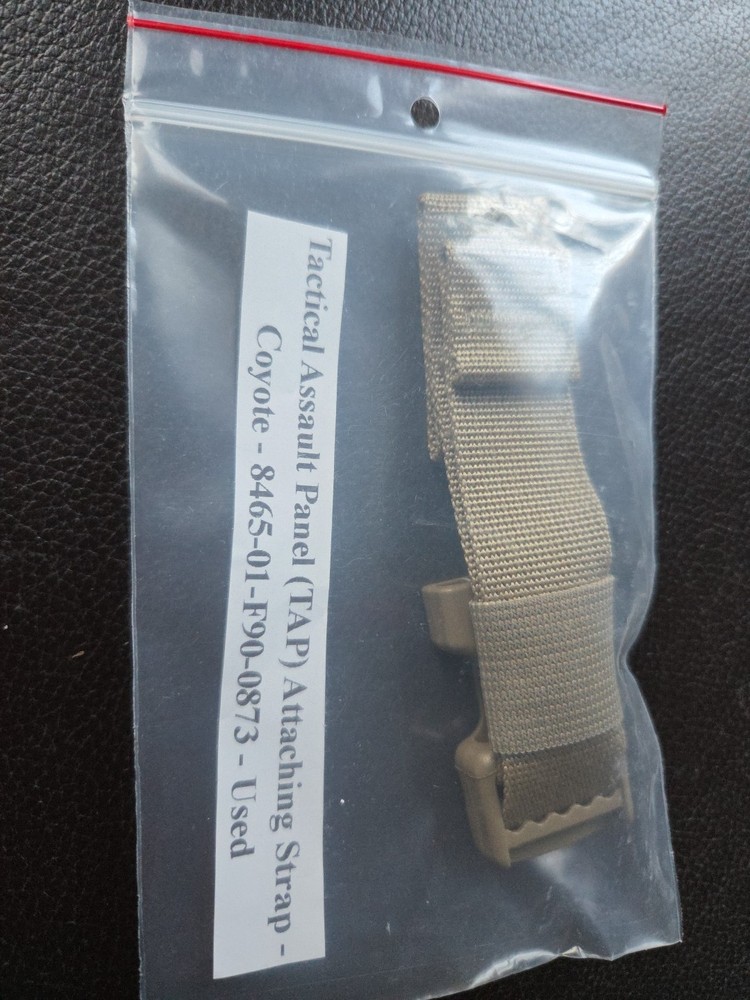 Tactical Assault Panel (TAP) Attaching Strap -
Coyote - 8465-01-F90-0873 - Used